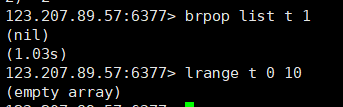 123.207.89.57:6377> brpop list t 1
(nil)
(1.03s)
123.207.89.57:6377> lrange t 0 10
(empty array)